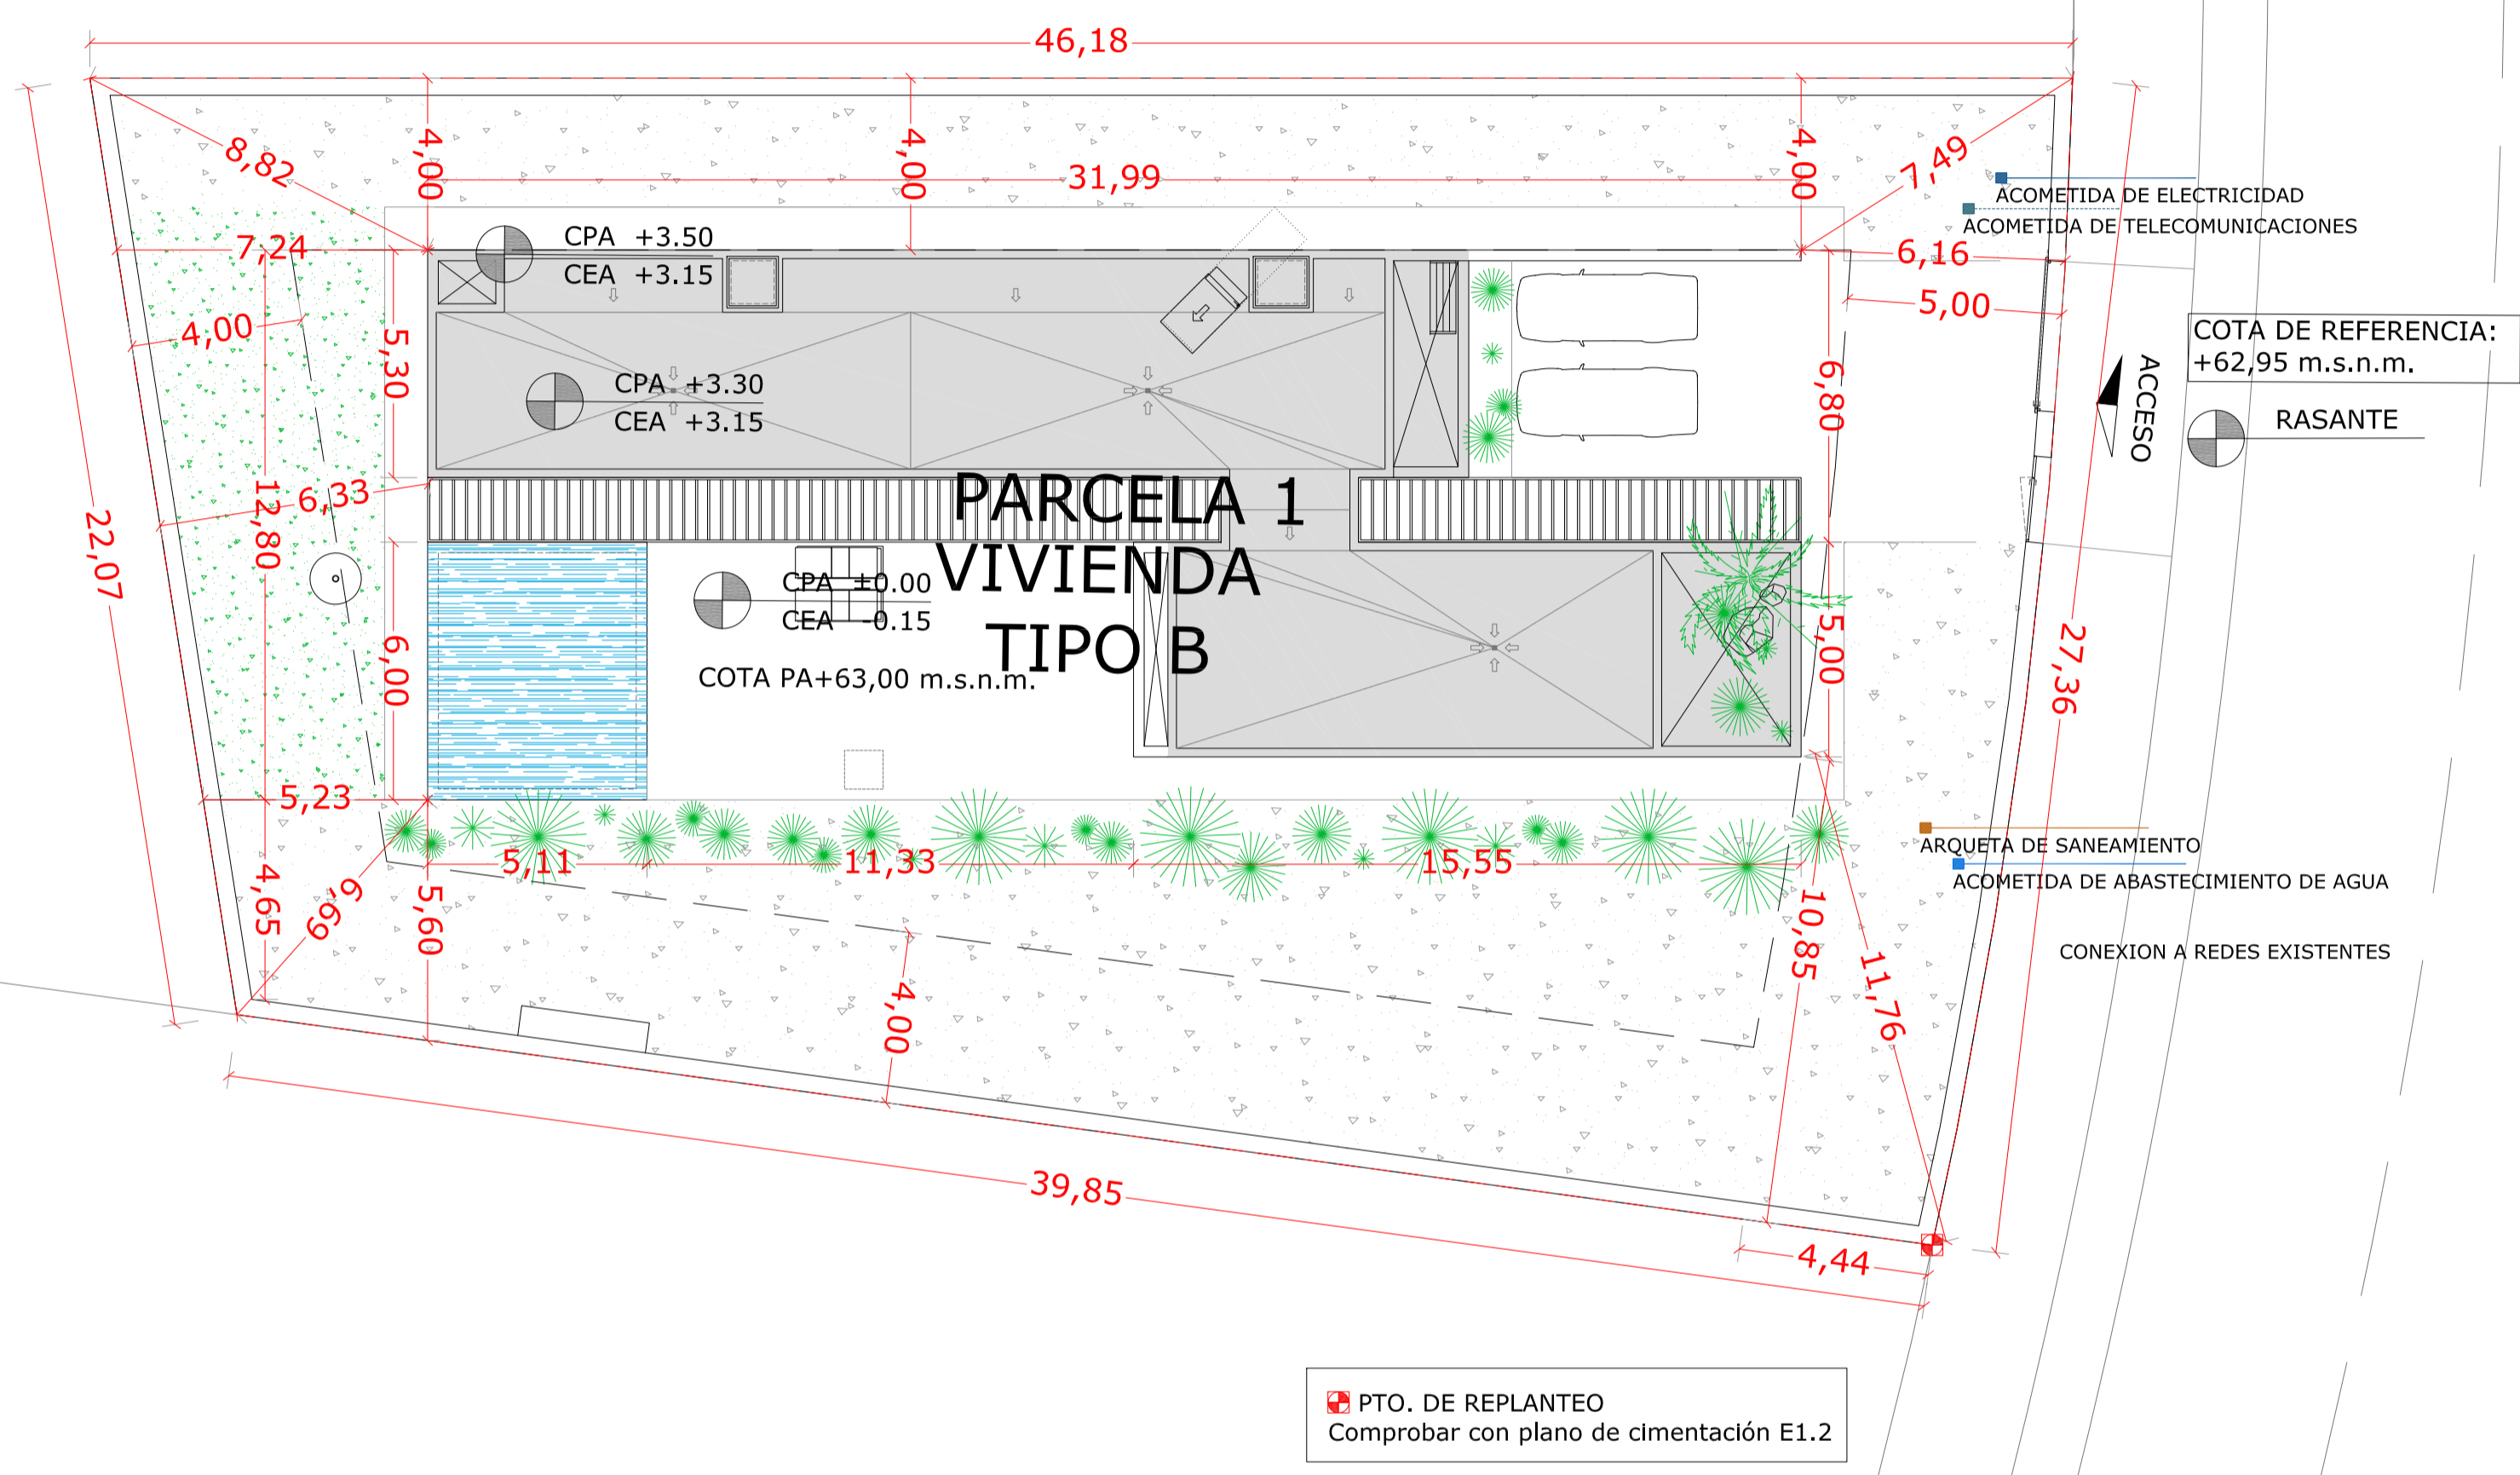 46,18
8,82
4,00
4,00
31,99
4,00
7,49
ACOMETIDA DE ELECTRICIDAD
ACOMETIDA DE TELECOMUNICACIONES
7,24
CPA +3.50
CEA +3.15
6,16
5,00
4,00
5,30
COTA DE REFERENCIA:
+62,95 m.s.n.m.
CPA +3.30
CEA +3.15
6,80
ACCESO
RASANTE
22,07
12,80
6,33
PARCELA 1
VIVIENDA
TIPO B
CPA ±0.00
CEA -0.15
COTA PA+63,00 m.s.n.m.
6,00
5,00
27,36
5,23
5,11
11,33
15,55
ARQUETA DE SANEAMIENTO
ACOMETIDA DE ABASTECIMIENTO DE AGUA
4,65
6,69
5,60
10,85
11,76
CONEXION A REDES EXISTENTES
4,00
39,85
4,44
PTO. DE REPLANTEO
Comprobar con plano de cimentación E1.2